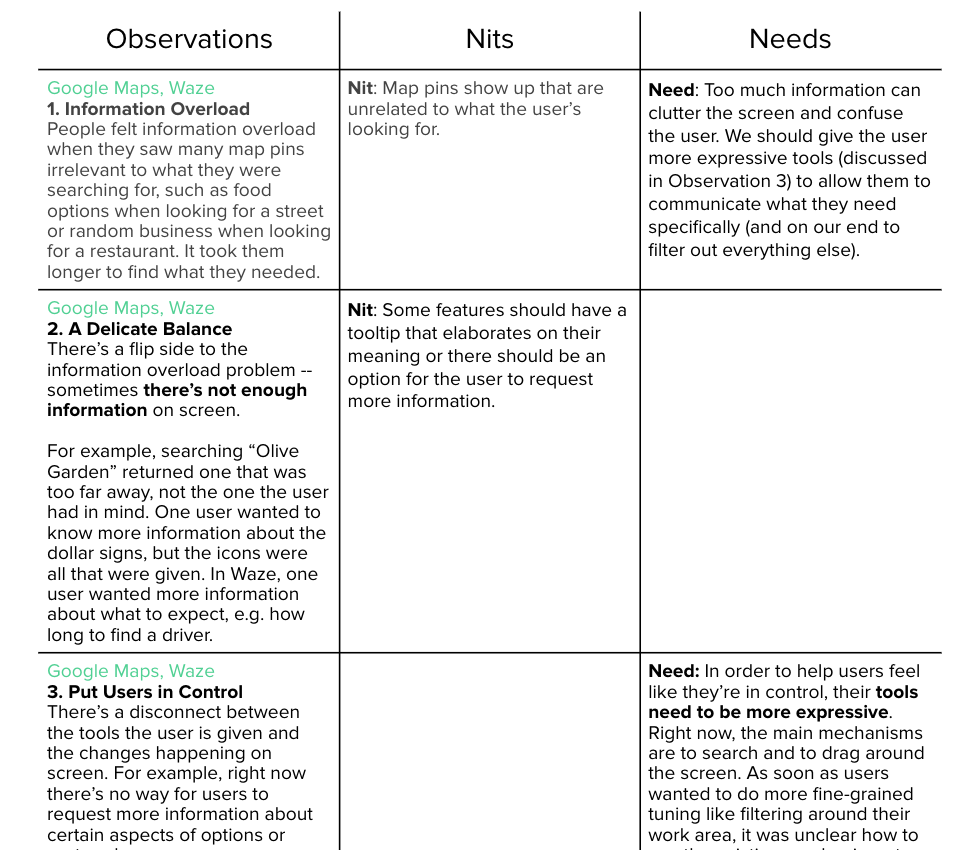 Observations
Nits
Needs
Google Maps, Waze
1. Information Overload
People felt information overload
when they saw many map pins
irrelevant to what they were
searching for, such as food
options when looking for a street
or random business when looking
for a restaurant. It took them
longer to find what they needed.
Nit: Map pins show up that are
unrelated to what the user's
looking for.
Need: Too much information can
clutter the screen and confuse
the user. We should give the user
more expressive tools (discussed
in Observation 3) to allow them to
communicate what they need
specifically (and on our end to
filter out everything else).
Google Maps, Waze
2. A Delicate Balance
There's a flip side to the
information overload problem --
sometimes there's not enough
information on screen.
For example, searching “Olive
Garden” returned one that was
too far away, not the one the user
had in mind. One user wanted to
know more information about the
dollar signs, but the icons were
all that were given. In Waze, one
user wanted more information
about what to expect, e.g. how
long to find a driver.
Nit: Some features should have a
tooltip that elaborates on their
meaning or there should be an
option for the user to request
more information.
Google Maps, Waze
3. Put Users in Control
There's a disconnect between
the tools the user is given and
the changes happening on
screen. For example, right now
there's no way for users to
request more information about
certain aspects of options or
Need: In order to help users feel
like they're in control, their tools
need to be more expressive.
Right now, the main mechanisms
are to search and to drag around
the screen. As soon as users
wanted to do more fine-grained
tuning like filtering around their
work area, it was unclear how to